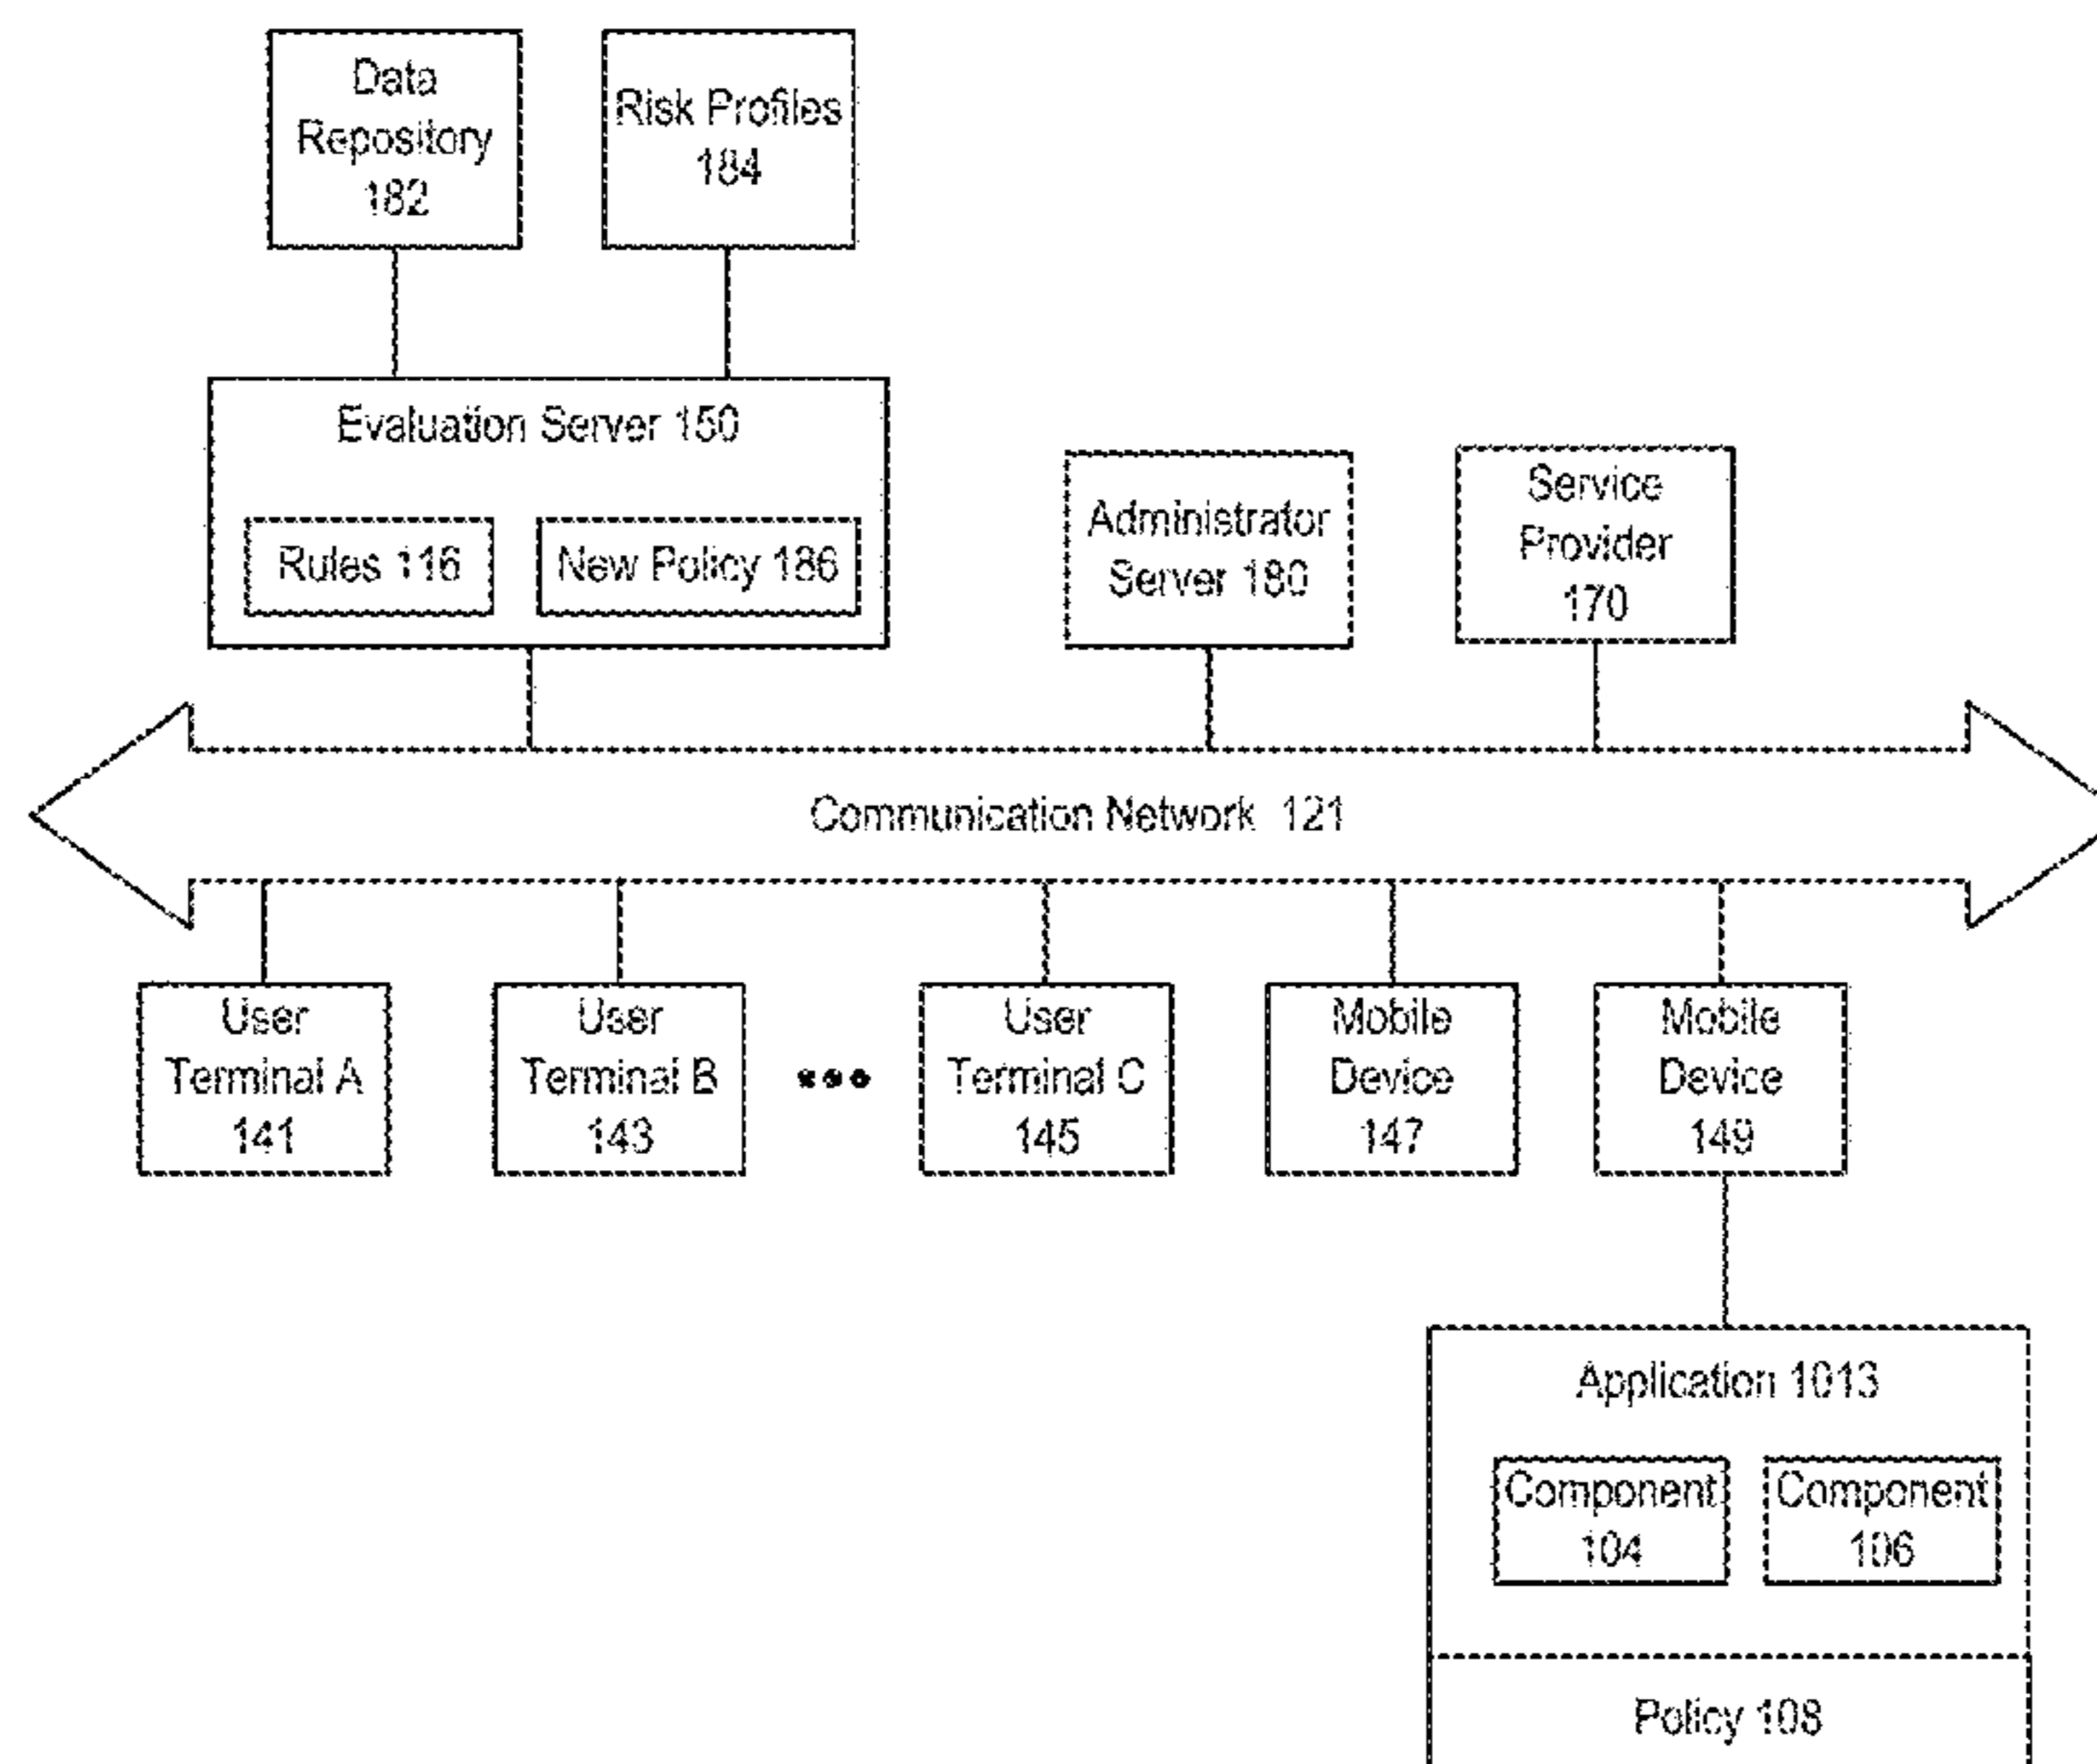 Data
Repository
182
Risk Profiles
184
Evaluation Server 150
Rules 116
New Policy 186
Administrator
Server 180
Service
Provider
170
Communication Network 121
User
Terminal A
141
User
Terminal B
143
•••
User
Terminal C
145
Mobile
Device
147
Mobile
Device
149
Application 1013
Component
104
Component
106
Policy 108